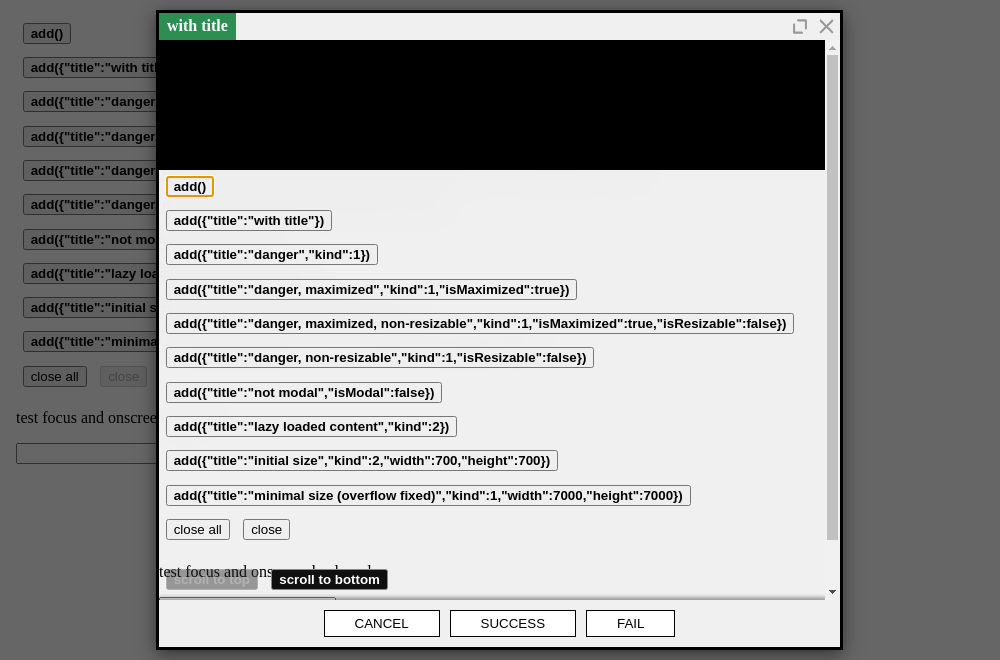 with title
add()
add({"title":"with titl
add({"title":"danger
add({"title":"danger,
add({"title":"danger
add({"title":"danger
add({"title":"not mo
add({"title":"lazy loa
add({"title":"initial s
add({"title":"minima
close all close
test focus and onscree
add()
add({"title":"with title"})
add({"title":"danger","kind":1})
add({"title":"danger, maximized","kind":1,"isMaximized":true})
add({"title":"danger, maximized, non-resizable","kind":1,"isMaximized":true,"isResizable":false})
add({"title":"danger, non-resizable","kind":1,"isResizable":false})
add({"title":"not modal","isModal":false})
add({"title":"lazy loaded content","kind":2})
add({"title":"initial size","kind":2,"width":700,"height":700})
add({"title":"minimal size (overflow fixed)","kind":1,"width":7000,"height":7000})
close all close
test focus and ons
scroll to top scroll to bottom
CANCEL SUCCESS FAIL